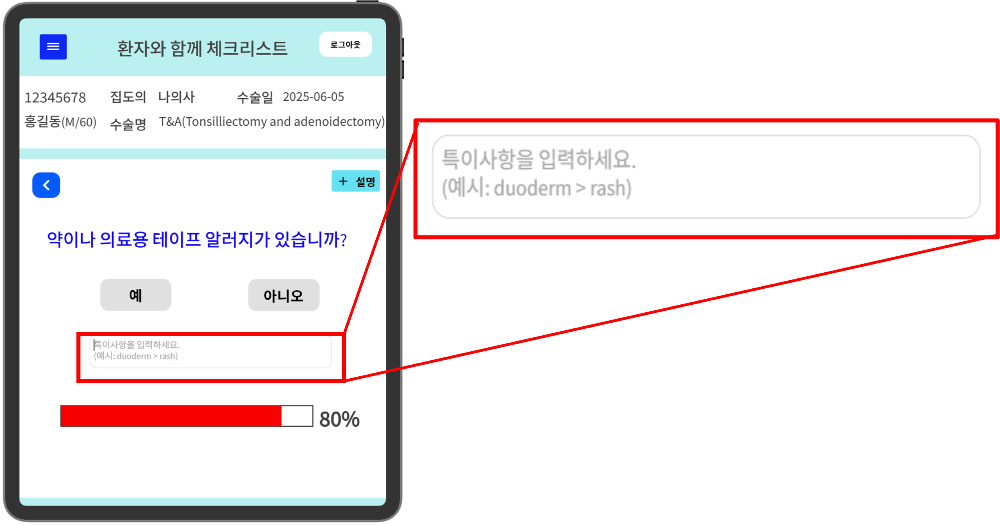 환자와 함께 체크리스트
로그아웃
12345678 집도의 나의사 수술일 2025-06-05
홍길동(M/60) 수술명 T&A(Tonsilliectomy and adenoidectomy)
+ 설명
약이나 의료용 테이프 알러지가 있습니까?
예 아니오
특이사항을 입력하세요.
(예시: duoderm > rash)
80%
특이사항을 입력하세요.
(예시: duoderm > rash)